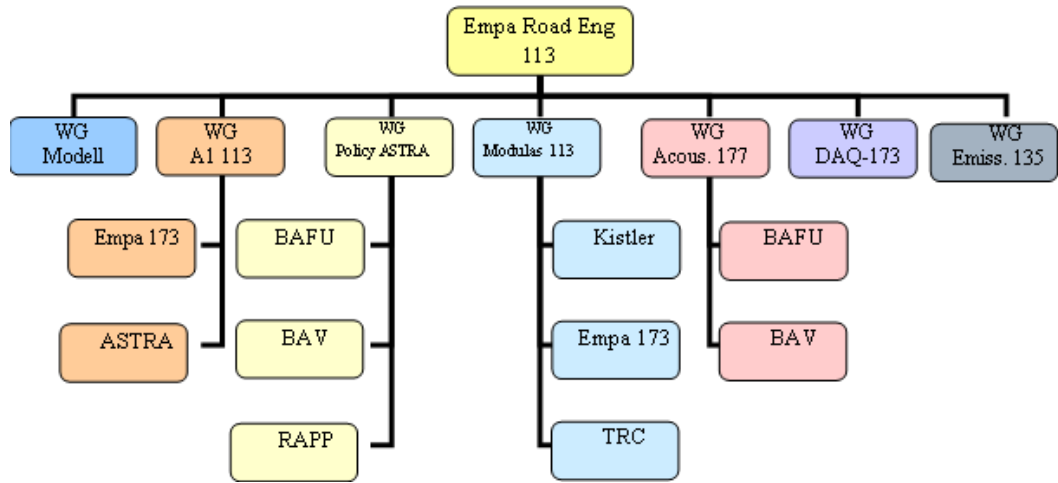 Empa Road Eng
113
WG
Modell
WG
A1 113
WG
Policy ASTRA
WG
Modulas 113
WG
Acous. 177
WG
DAQ-173
WG
Emiss. 135
Empa 173
BAFU
Kistler
BAFU
ASTRA
BAV
Empa 173
BAV
RAPP
TRC